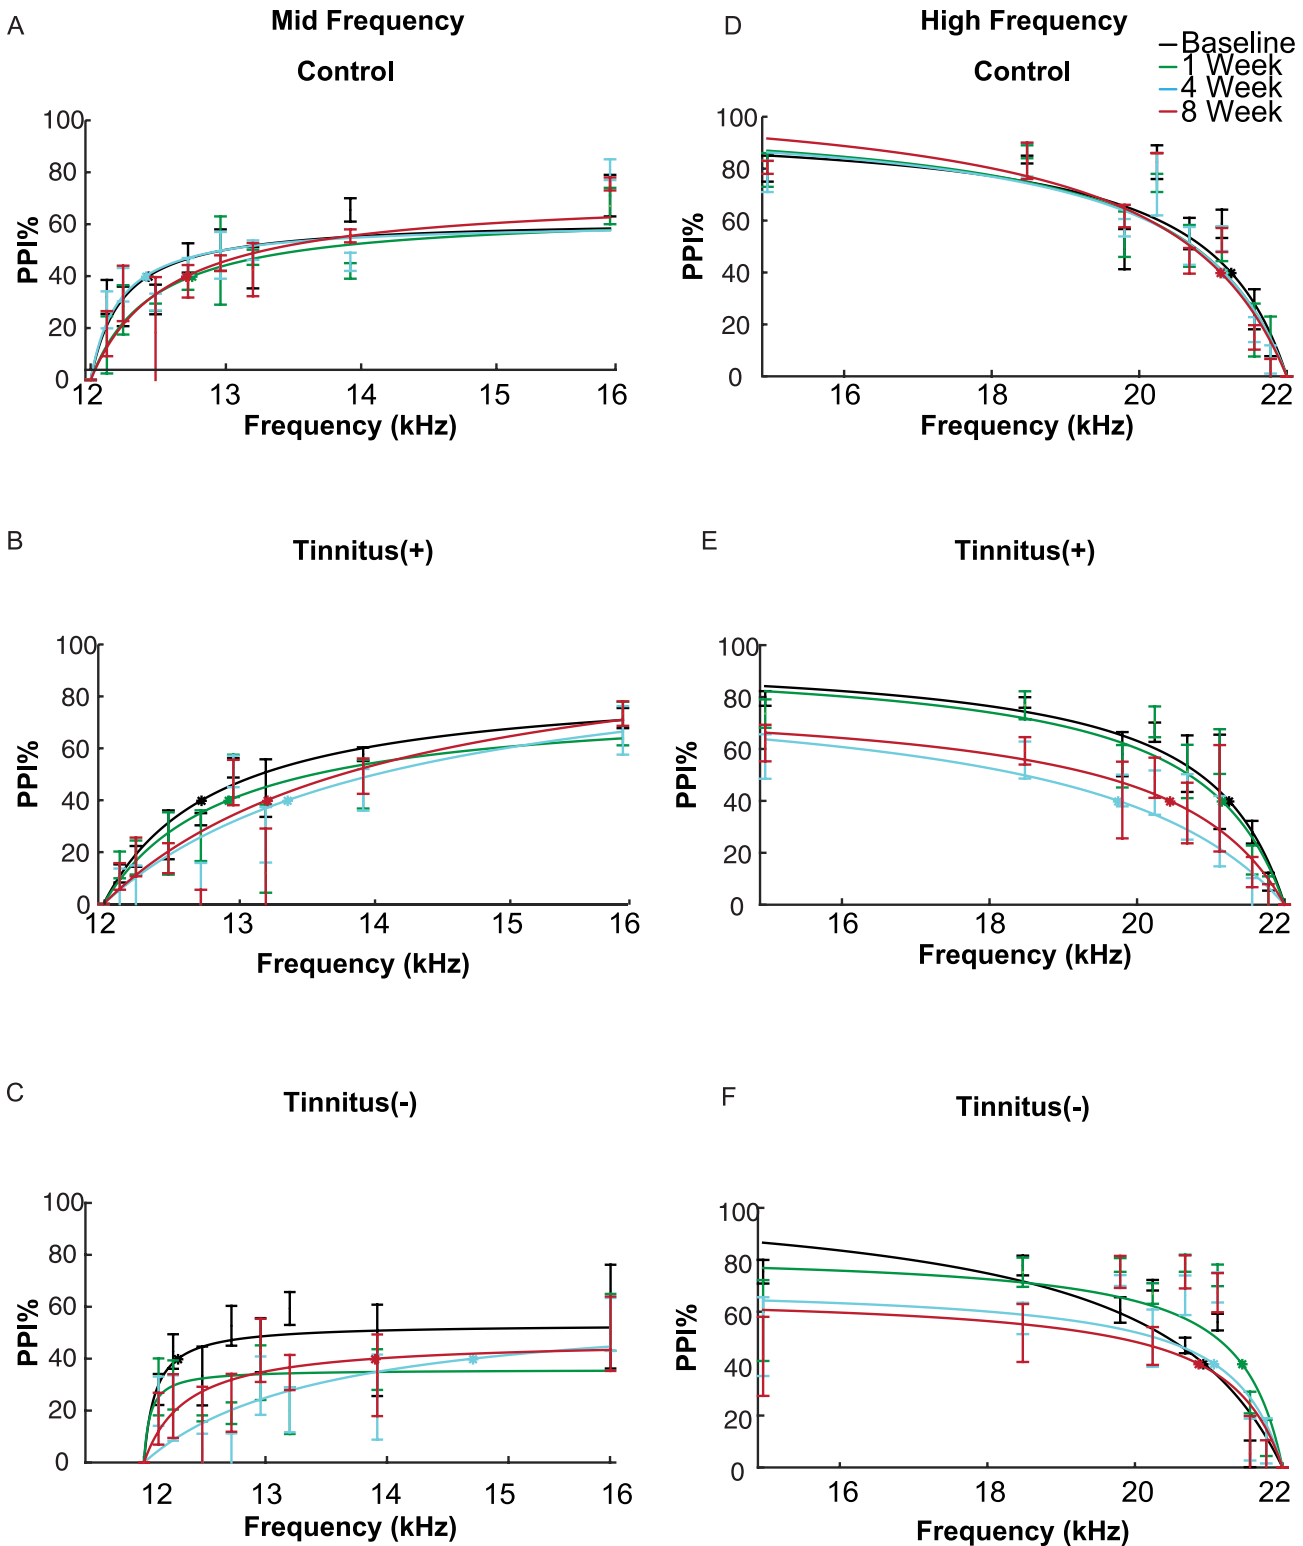 A
Mid Frequency
Control
100
80
60
40
20
0
12 13 14 15 16
PPI%
Frequency (kHz)
D
High Frequency
Control
Baseline
1 Week
4 Week
8 Week
100
80
60
40
20
0
16 18 20 22
PPI%
Frequency (kHz)
B
Tinnitus(+)
100
80
60
40
20
0
12 13 14 15 16
PPI%
Frequency (kHz)
E
Tinnitus(+)
100
80
60
40
20
0
16 18 20 22
PPI%
Frequency (kHz)
C
Tinnitus(-)
100
80
60
40
20
0
12 13 14 15 16
PPI%
Frequency (kHz)
F
Tinnitus(-)
100
80
60
40
20
0
16 18 20 22
PPI%
Frequency (kHz)